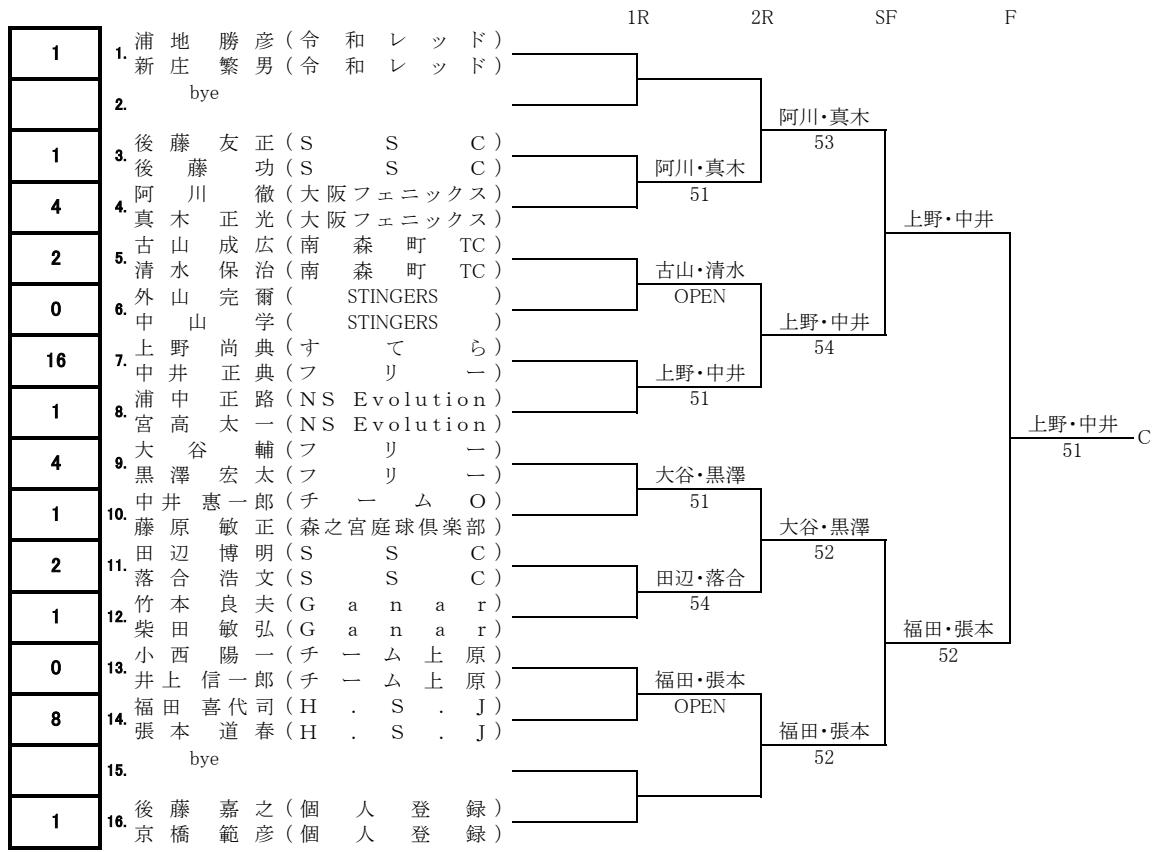 1R 2R SF F
1 1. 浦地勝彦(令和レッド)
新庄繁男(令和レッド)
2. bye
阿川・真木
53
1 3. 後藤友正(SSC)
後藤功(SSC)
阿川・真木
51
4 4. 阿川徹(大阪フェニックス)
真木正光(大阪フェニックス)
上野・中井
2 5. 古山成広(南森町TC)
清水保治(南森町TC)
古山・清水
OPEN
0 6. 外山完爾(STINGERS)
中山学(STINGERS)
上野・中井
54
16 7. 上野尚典(すてら)
中井正典(フリー)
上野・中井
51
1 8. 浦中正路(NS Evolution)
宮高太一(NS Evolution)
上野・中井 C
51
4 9. 大谷輔(フリー)
黒澤宏太(フリー)
大谷・黒澤
51
1 10. 中井惠一郎(チームO)
藤原敏正(森之宮庭球倶楽部)
大谷・黒澤
52
2 11. 田辺博明(SSC)
落合浩文(SSC)
田辺・落合
54
1 12. 竹本良夫(Ganar)
柴田敏弘(Ganar)
福田・張本
52
0 13. 小西陽一(チーム上原)
井上信一郎(チーム上原)
福田・張本
OPEN
8 14. 福田喜代司(H.S.J)
張本道春(H.S.J)
福田・張本
52
15. bye
1 16. 後藤嘉之(個人登録)
京橋範彦(個人登録)